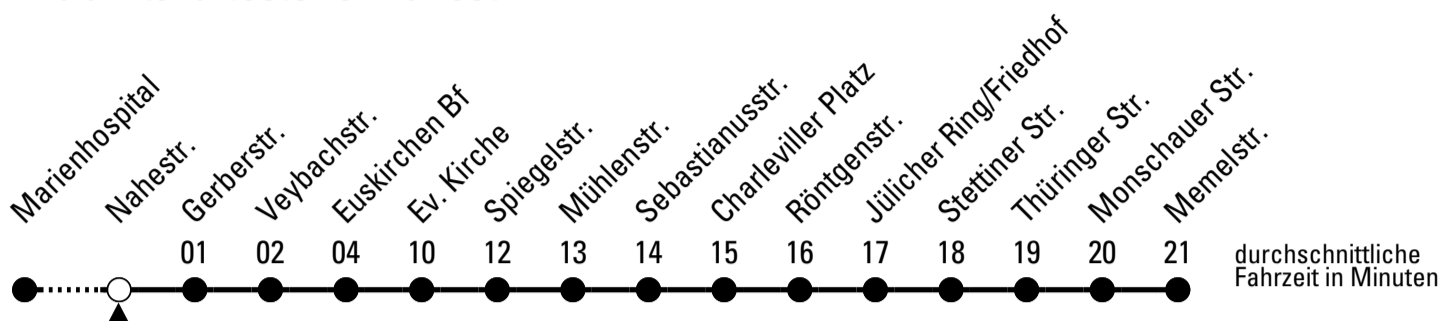 Marienhospital
Nahestr.
Gerberstr.
Veybachstr.
Euskirchen Bf
Ev. Kirche
Spiegelstr.
Mühlenstr.
Sebastianusstr.
Charleviller Platz
Röntgenstr.
Jülicher Ring/Friedhof
Stettiner Str.
Thüringer Str.
Monschauer Str.
Memelstr.
01 02 04 10 12 13 14 15 16 17 18 19 20 21
durchschnittliche
Fahrzeit in Minuten